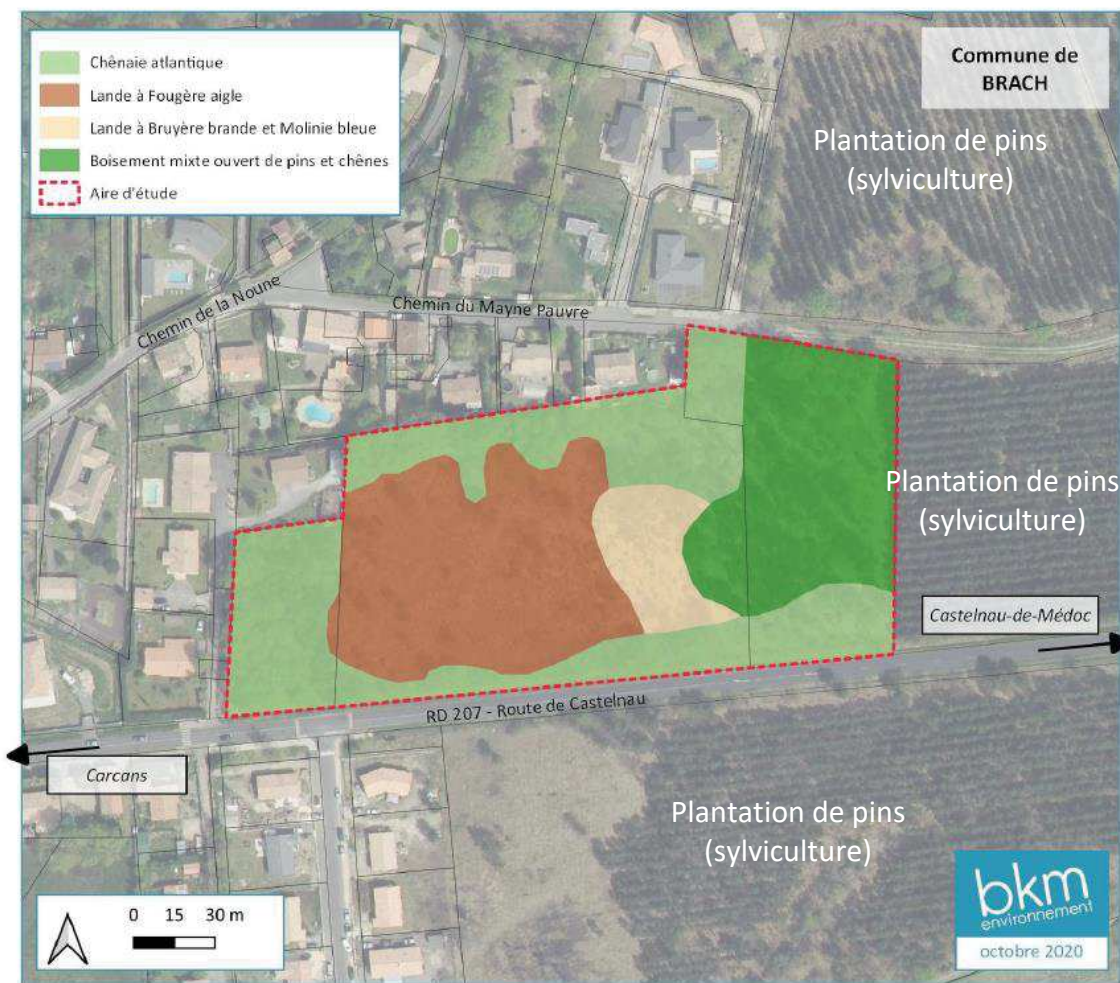 Chênaie atlantique
Lande à Fougère aigle
Lande à Bruyère brande et Molinie bleue
Boisement mixte ouvert de pins et chênes
Aire d'étude
Commune de
BRACH
Plantation de pins
(sylviculture)
Chemin de la Noune
Chemin du Mayne Pauvre
Plantation de pins
(sylviculture)
Castelnau-de-Médoc
RD 207 - Route de Castelnau
Carcans
Plantation de pins
(sylviculture)
0 15 30 m
bkm
environnement
octobre 2020